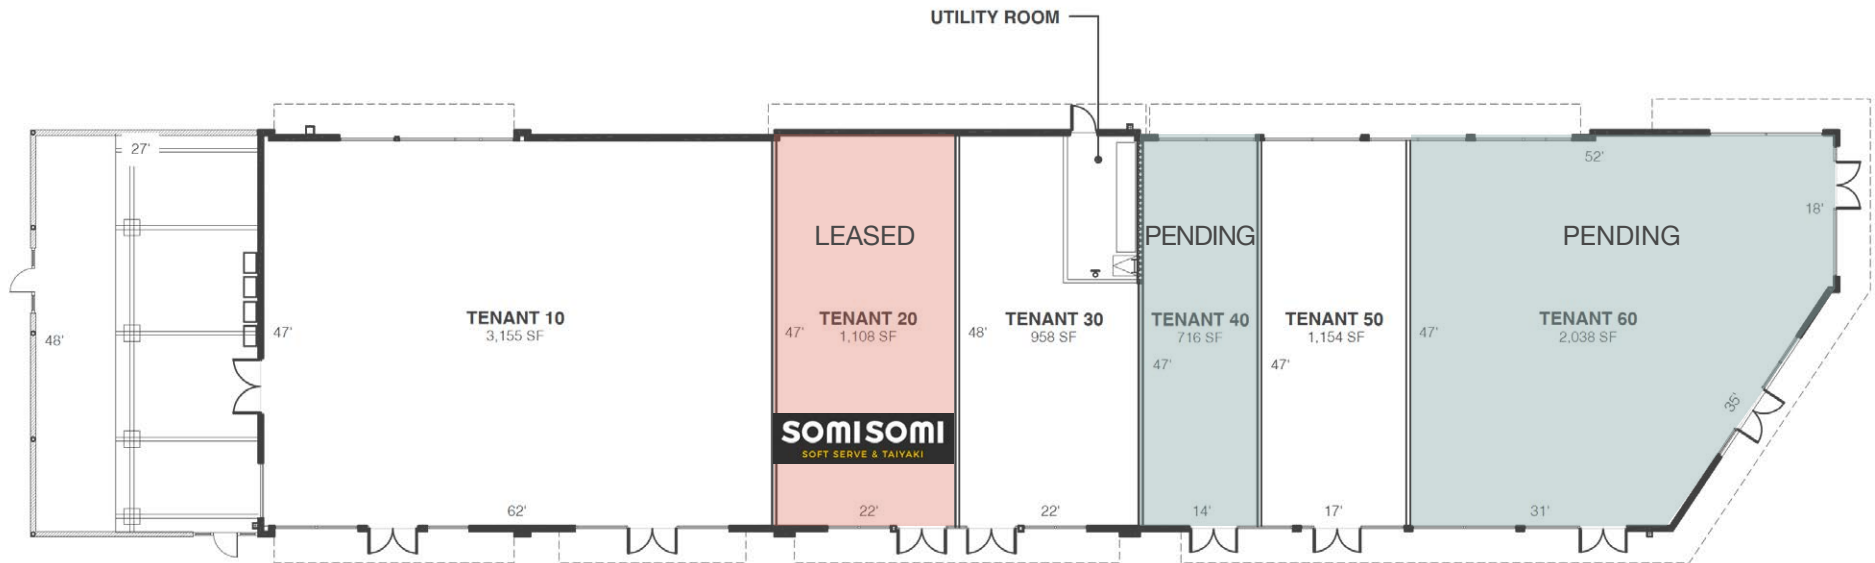 UTILITY ROOM
27'
52'
18'
LEASED
PENDING
PENDING
TENANT 10
3,155 SF
TENANT 20
1,108 SF
TENANT 30
958 SF
TENANT 40
716 SF
TENANT 50
1,154 SF
TENANT 60
2,038 SF
48'
47'
47'
48'
47'
47'
47'
35'
SOMISOMI
SOFT SERVE & TAIYAKI
62'
22'
22'
14'
17'
31'